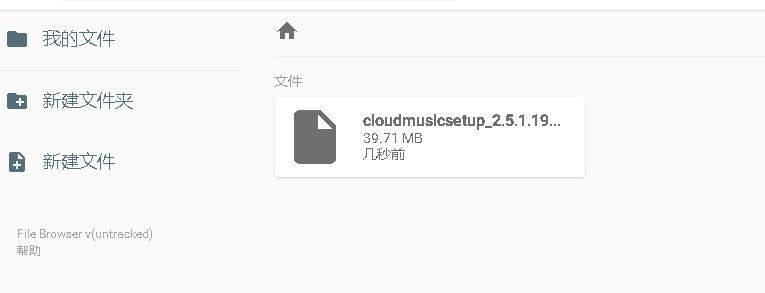 我的文件
新建文件夹
新建文件
File Browser v(untracked)
帮助
文件
cloudmusicsetup_2.5.1.19...
39.71 MB
几秒前